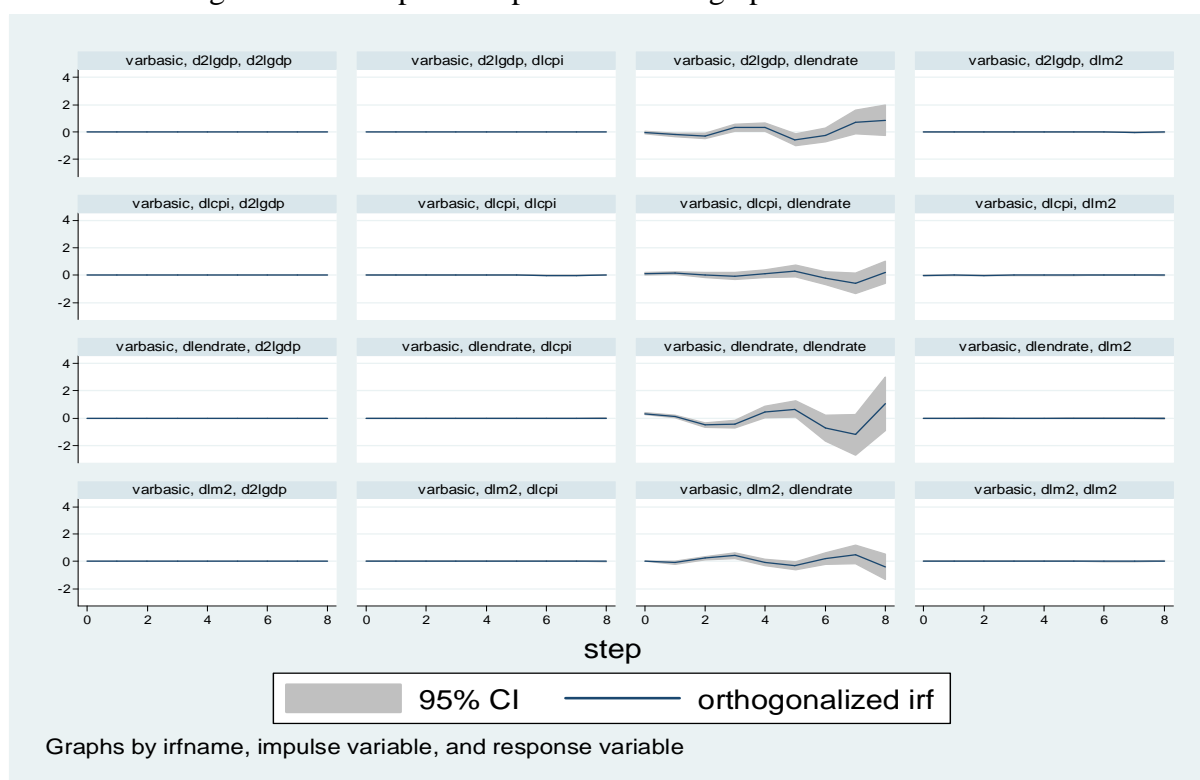 varbasic, d2lgdp, d2lgdp
varbasic, d2lgdp, dlcpi
varbasic, d2lgdp, dlendrate
varbasic, d2lgdp, dlm2
4
2
0
-2
varbasic, dlcpi, d2lgdp
varbasic, dlcpi, dlcpi
varbasic, dlcpi, dlendrate
varbasic, dlcpi, dlm2
4
2
0
-2
varbasic, dlendrate, d2lgdp
varbasic, dlendrate, dlcpi
varbasic, dlendrate, dlendrate
varbasic, dlendrate, dlm2
4
2
0
-2
varbasic, dlm2, d2lgdp
varbasic, dlm2, dlcpi
varbasic, dlm2, dlendrate
varbasic, dlm2, dlm2
4
2
0
-2
0 2 4 6 8 0 2 4 6 8 0 2 4 6 8 0 2 4 6 8
step
95% CI orthogonalized irf
Graphs by irfname, impulse variable, and response variable